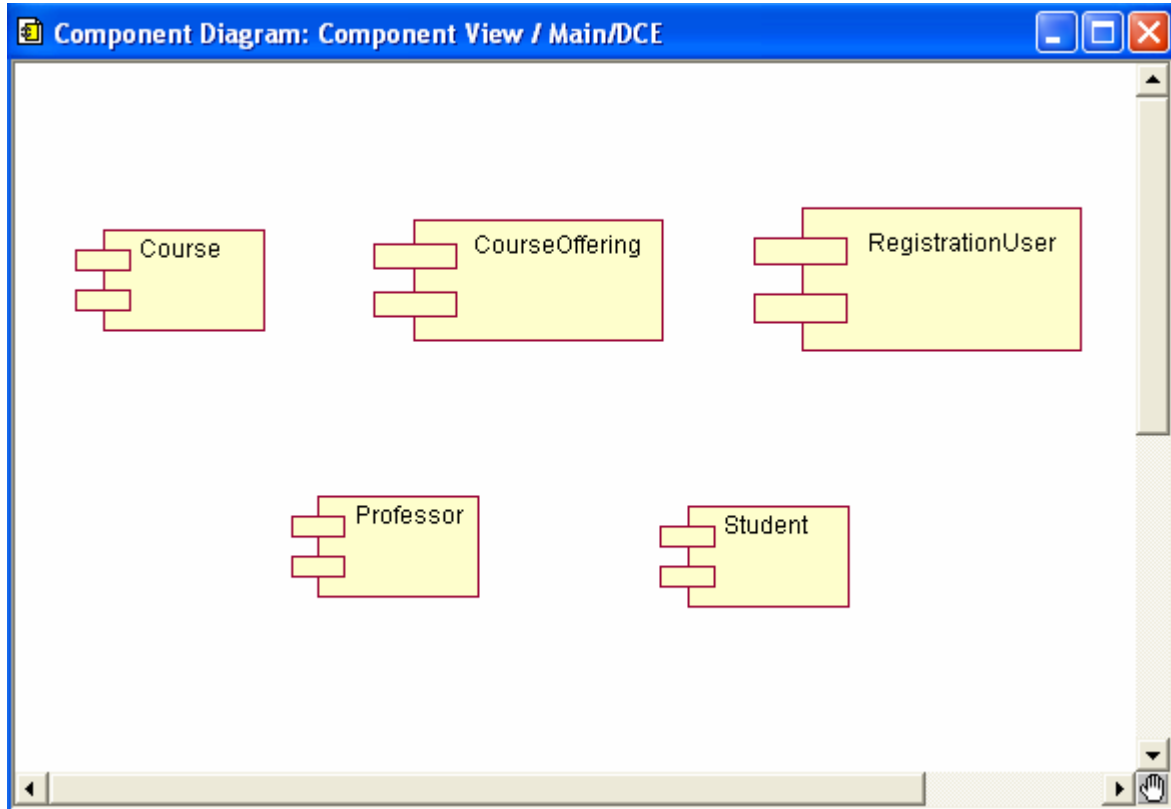 Component Diagram: Component View / Main/DCE
Course
CourseOffering
RegistrationUser
Professor
Student